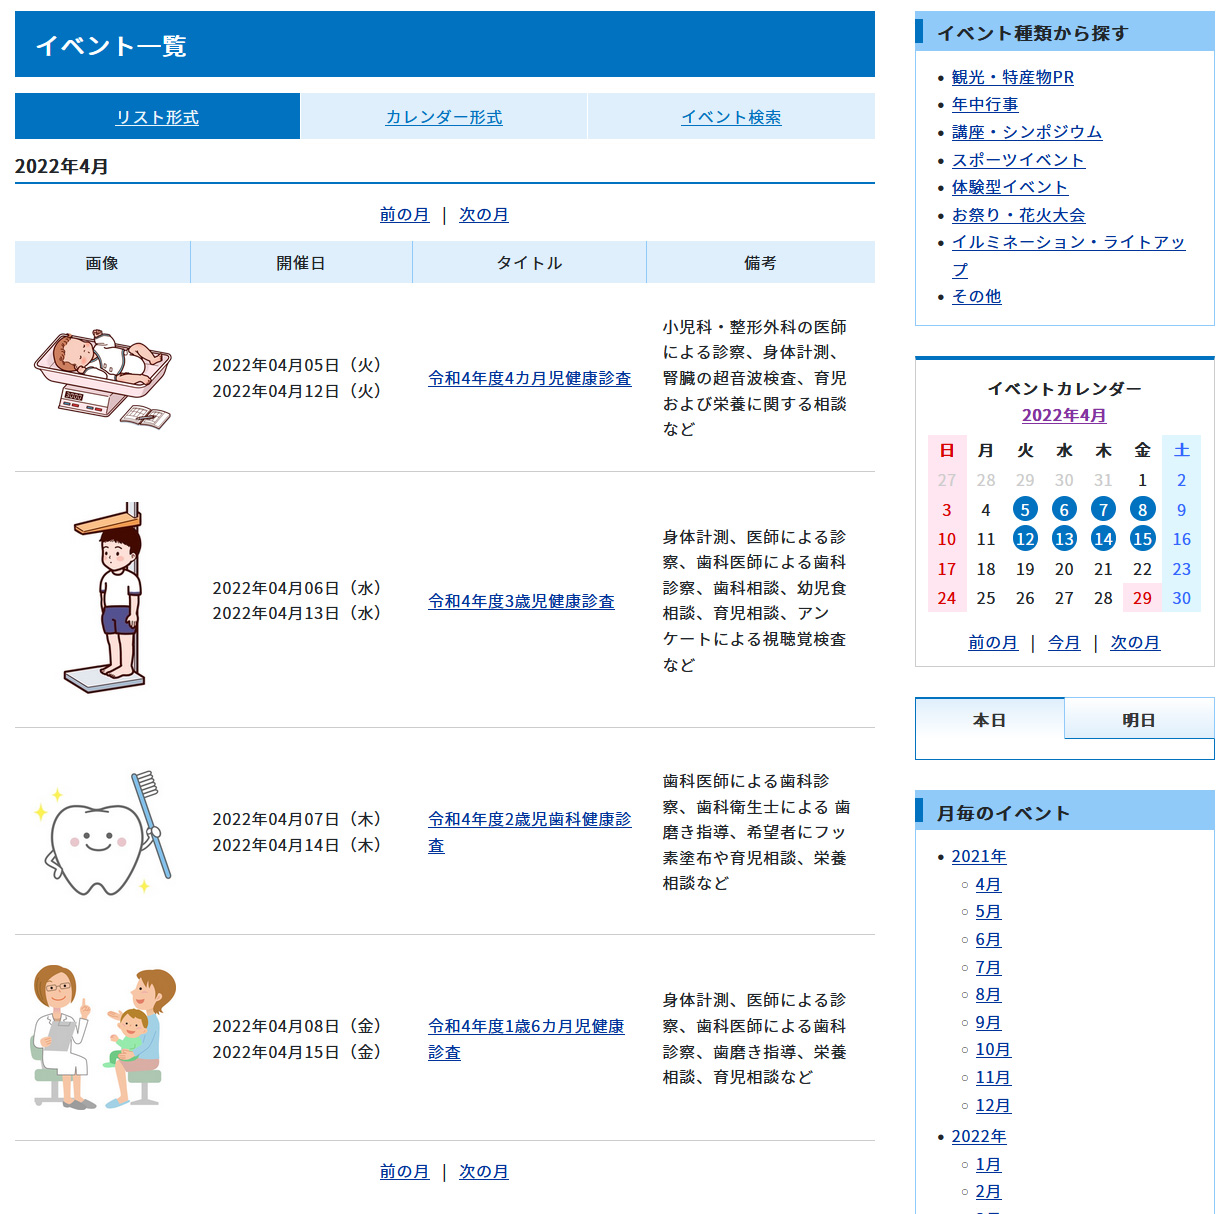 イベント一覧
リスト形式
カレンダー形式
イベント検索
2022年4月
前の月 | 次の月
画像 開催日 タイトル 備考
2022年04月05日（火）
2022年04月12日（火）
令和4年度4カ月児健康診査
小児科・整形外科の医師
による診察、身体計測、
腎臓の超音波検査、育児
および栄養に関する相談
など
2022年04月06日（水）
2022年04月13日（水）
令和4年度3歳児健康診査
身体計測、医師による診
察、歯科医師による歯科
診察、歯科相談、幼児食
相談、育児相談、アン
ケートによる視聴覚検査
など
2022年04月07日（木）
2022年04月14日（木）
令和4年度2歳児歯科健康診
査
歯科医師による歯科診
察、歯科衛生士による 歯
磨き指導、希望者にフッ
素塗布や育児相談、栄養
相談など
2022年04月08日（金）
2022年04月15日（金）
令和4年度1歳6カ月児健康
診査
身体計測、医師による診
察、歯科医師による歯科
診察、歯磨き指導、栄養
相談、育児相談など
前の月 | 次の月
イベント種類から探す
観光・特産物PR
年中行事
講座・シンポジウム
スポーツイベント
体験型イベント
お祭り・花火大会
イルミネーション・ライトアッ
プ
その他
イベントカレンダー
2022年4月
日 月 火 水 木 金 土
27 28 29 30 31 1 2
3 4 5 6 7 8 9
10 11 12 13 14 15 16
17 18 19 20 21 22 23
24 25 26 27 28 29 30
前の月 | 今月 | 次の月
本日 明日
月毎のイベント
2021年
4月
5月
6月
7月
8月
9月
10月
11月
12月
2022年
1月
2月